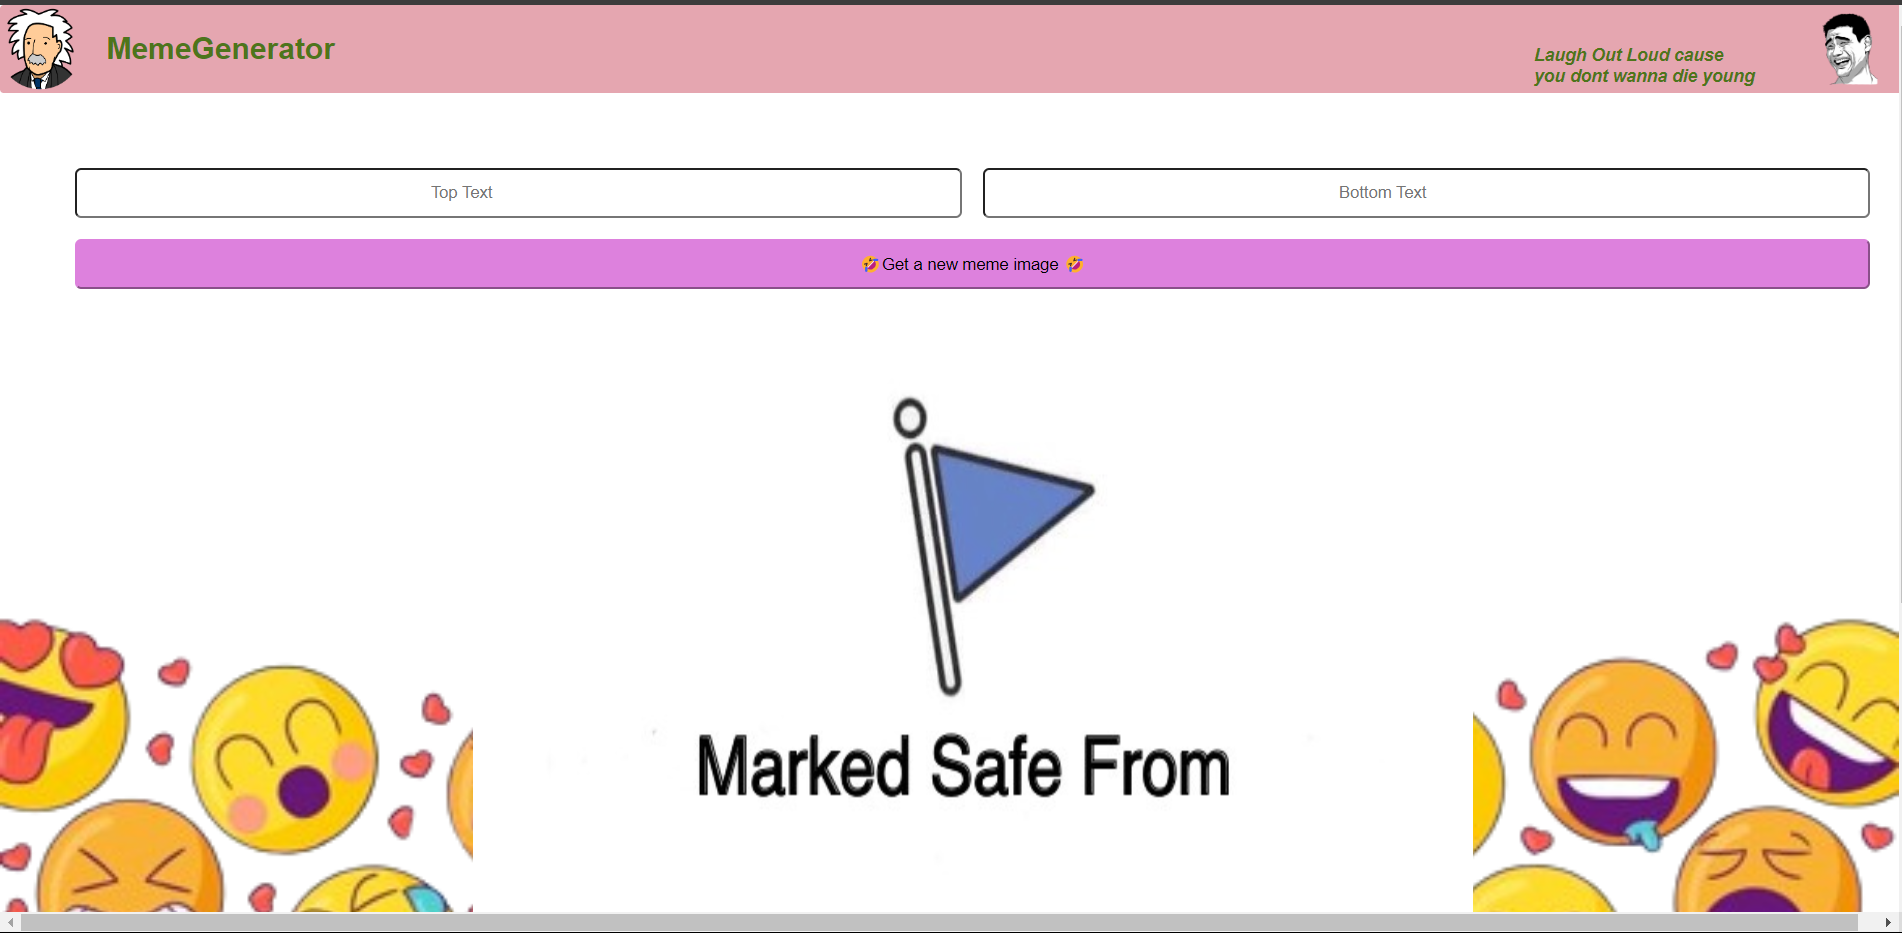 MemeGenerator
Laugh Out Loud cause
you dont wanna die young
Top Text
Bottom Text
🤣Get a new meme image 🤣
Marked Safe From